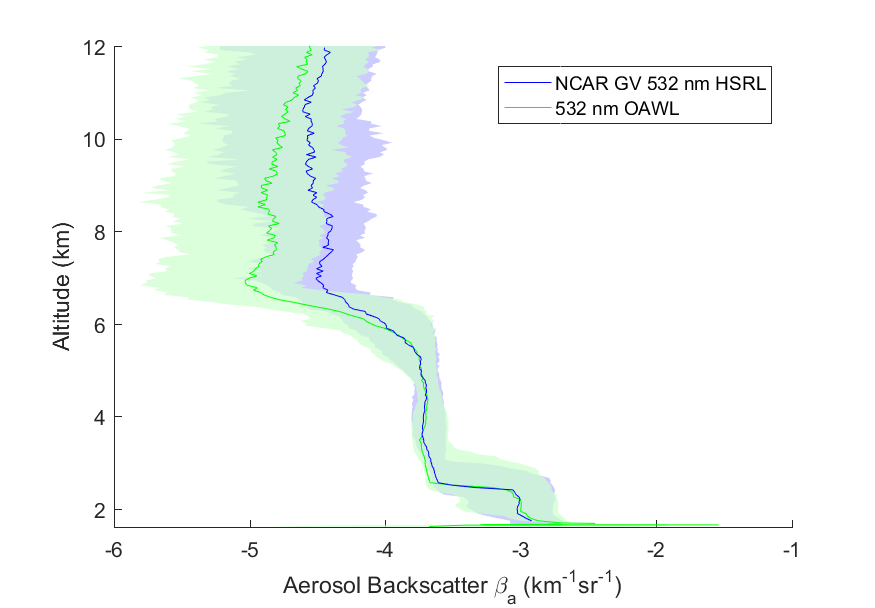 12
10
8
6
4
2
Altitude (km)
NCAR GV 532 nm HSRL
532 nm OAWL
-6 -5 -4 -3 -2 -1
Aerosol Backscatter βₐ (km⁻¹sr⁻¹)